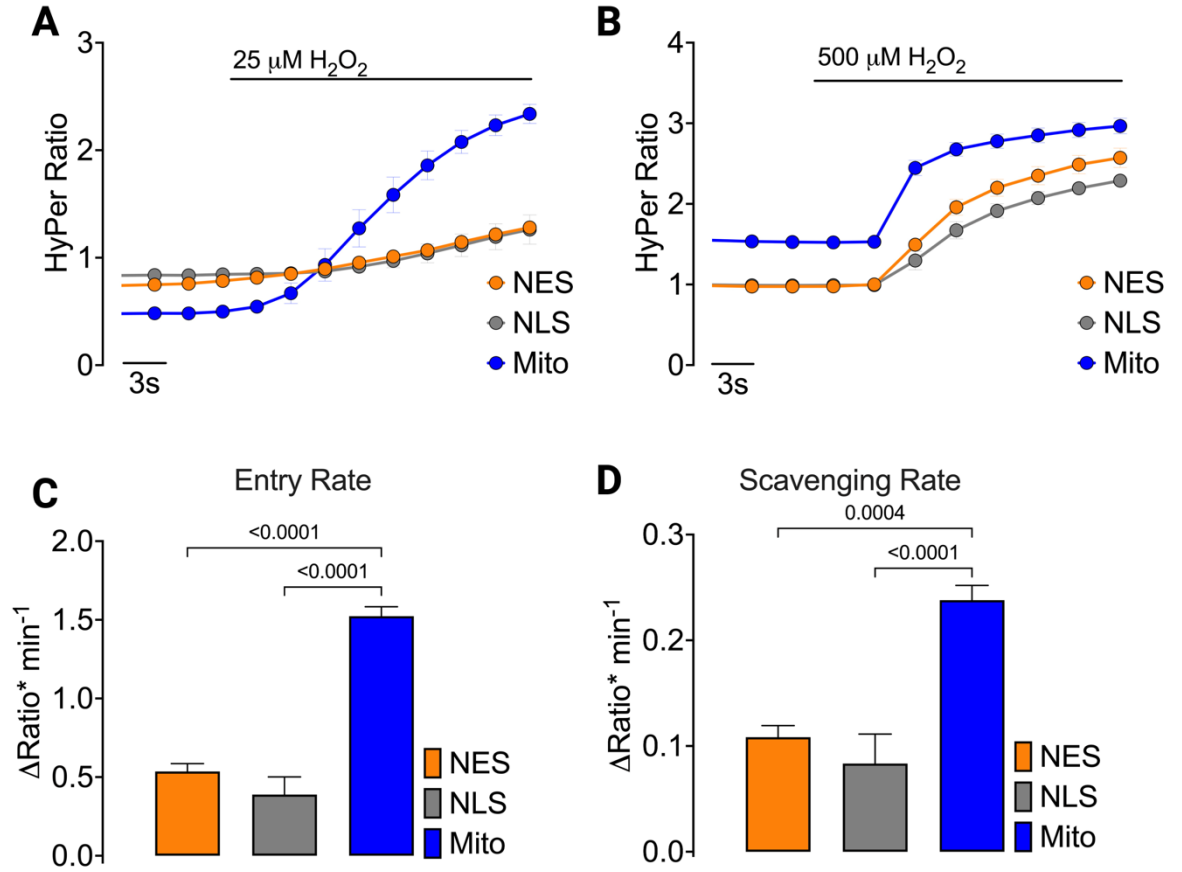 A
3
2
1
0
HyPer Ratio
25 μM H₂O₂
3s
NES
NLS
Mito
B
4
3
2
1
0
HyPer Ratio
500 μM H₂O₂
3s
NES
NLS
Mito
C
Entry Rate
<0.0001
<0.0001
2.0
1.5
1.0
0.5
0.0
ΔRatio* min⁻¹
NES
NLS
Mito
D
Scavenging Rate
0.0004
<0.0001
0.3
0.2
0.1
0.0
ΔRatio* min⁻¹
NES
NLS
Mito